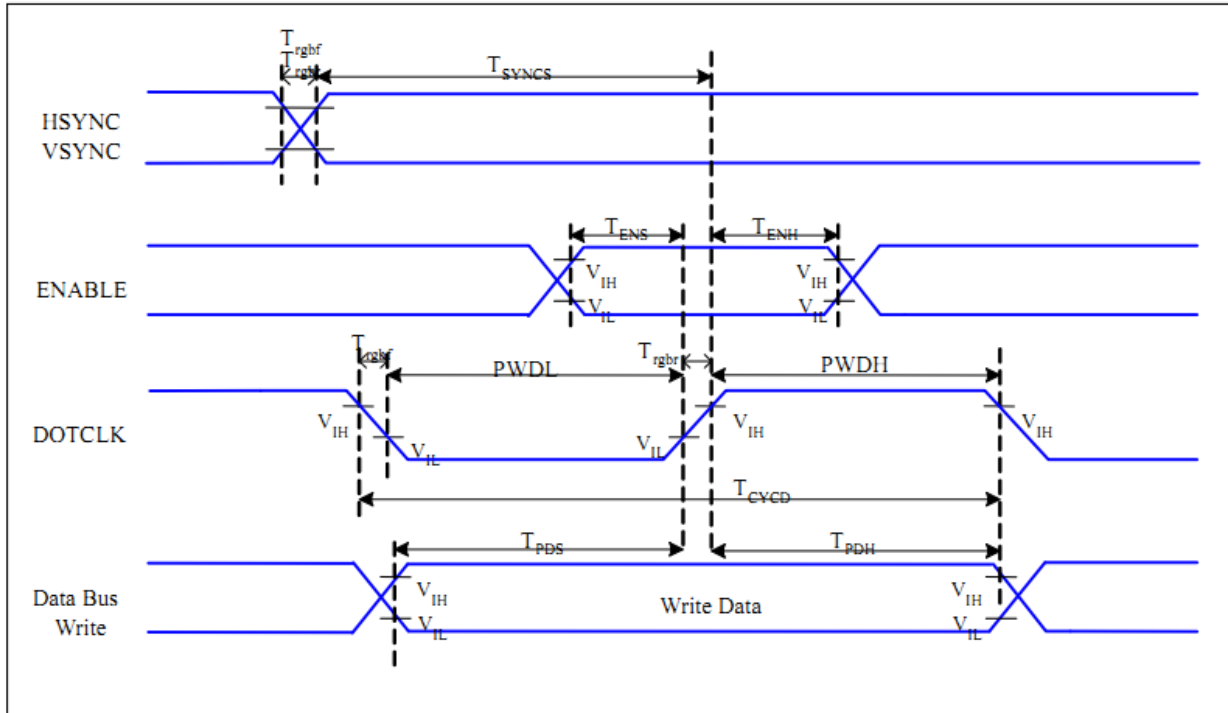 Trgbf
Trgbr
TSYNCS
HSYNC
VSYNC
TENS
TENH
VIH
VIH
ENABLE
VIL
VIL
Trgbf
Trgbr
PWDL
PWDH
VIH
VIH
VIH
DOTCLK
VIL
VIL
TCYCD
TPDS
TPDH
VIH
VIH
Data Bus
Write Data
Write
VIL
VIL